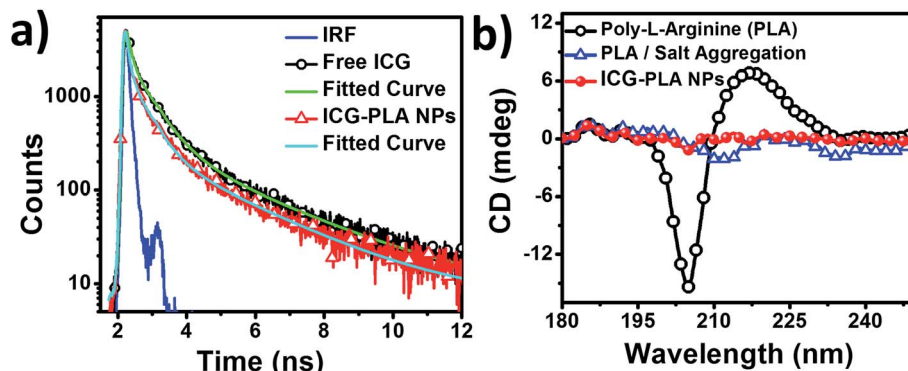 a)
IRF
Free ICG
Fitted Curve
ICG-PLA NPs
Fitted Curve
1000
100
10
Counts
2 4 6 8 10 12
Time (ns)
b)
Poly-L-Arginine (PLA)
PLA / Salt Aggregation
ICG-PLA NPs
12
6
0
-6
-12
CD (mdeg)
180 195 210 225 240
Wavelength (nm)